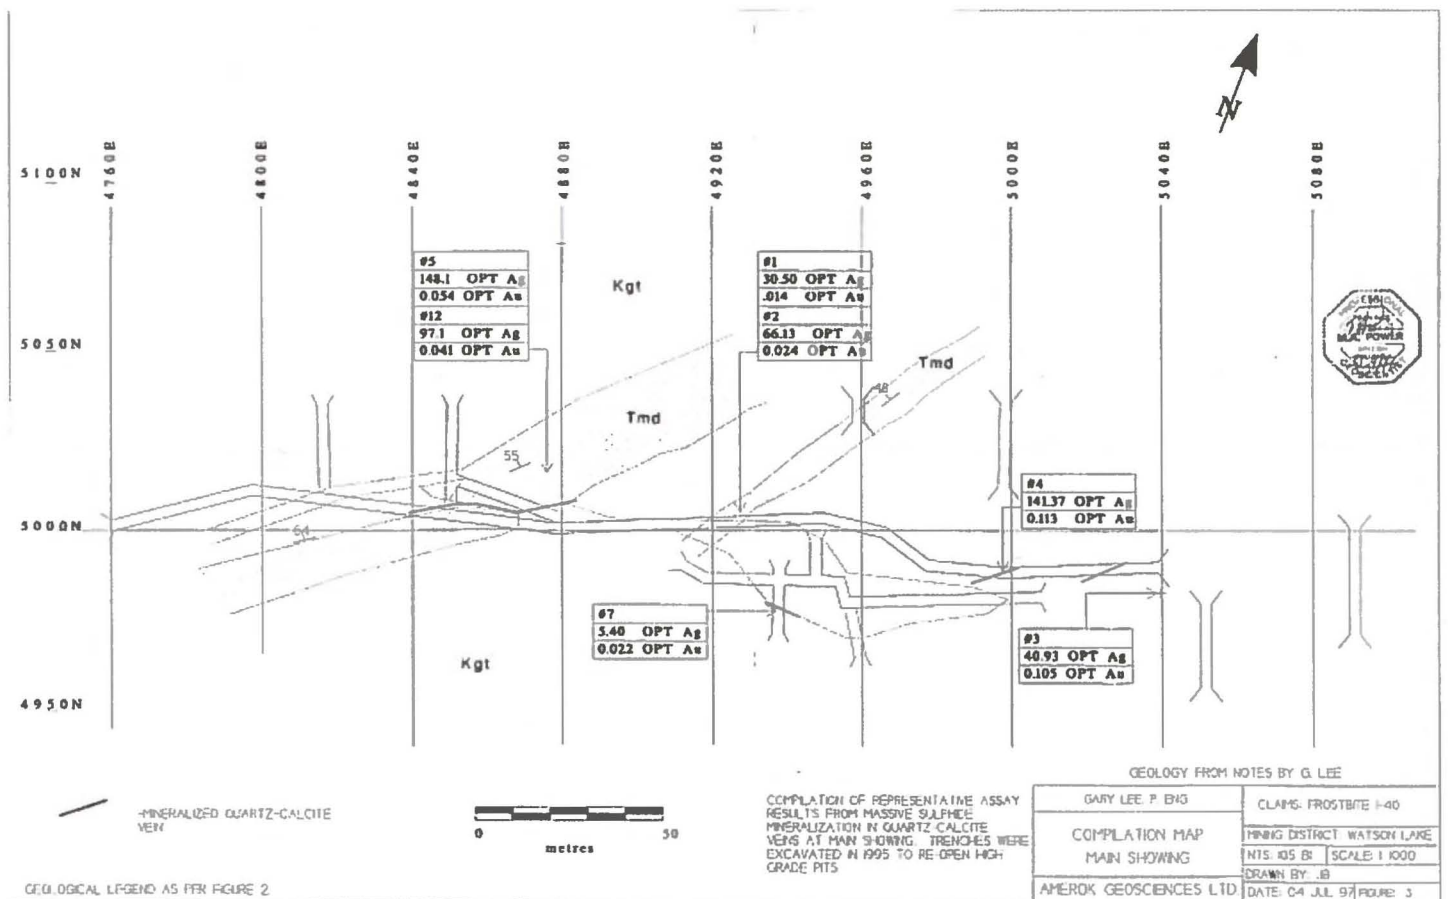 N
5100N
4760E
4800E
4840E
4880E
4920E
4960E
5000E
5040E
5080E
#5
148.1 OPT Ag
0.054 OPT Au
#12
97.1 OPT Ag
0.041 OPT Au
Kgt
#1
30.50 OPT Ag
.014 OPT Au
#2
66.13 OPT Ag
0.024 OPT Au
5050N
POWER
Tmd
48
Tmd
55
#4
141.37 OPT Ag
0.113 OPT Au
5000N
64
#7
5.40 OPT Ag
0.022 OPT Au
Kgt
#3
40.93 OPT Ag
0.105 OPT Au
4950N
-MINERALIZED QUARTZ-CALCITE
VEIN
0 50
metres
COMPILATION OF REPRESENTATIVE ASSAY
RESULTS FROM MASSIVE SULPHIDE
MINERALIZATION IN QUARTZ-CALCITE
VEINS AT MAIN SHOWING. TRENCHES WERE
EXCAVATED IN 1995 TO RE-OPEN HIGH
GRADE PITS
GEOLOGY FROM NOTES BY G. LEE
GARY LEE, P. ENG
CLAIMS: FROSTBITE 1-40
COMPILATION MAP
MAIN SHOWING
MINING DISTRICT: WATSON LAKE
NTS: 105 B1
SCALE: 1:1000
DRAWN BY: JB
AMEROK GEOSCIENCES LTD
DATE: 04 JUL 97
FIGURE: 3
GEOLOGICAL LEGEND AS PER FIGURE 2